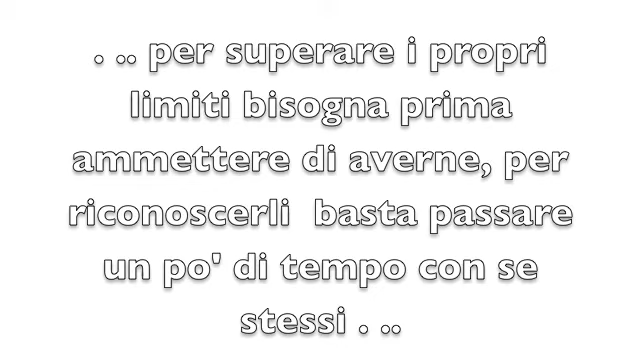 . .. per superare i propri
limiti bisogna prima
ammettere di averne, per
riconoscerli  basta passare
un po' di tempo con se
stessi . ..